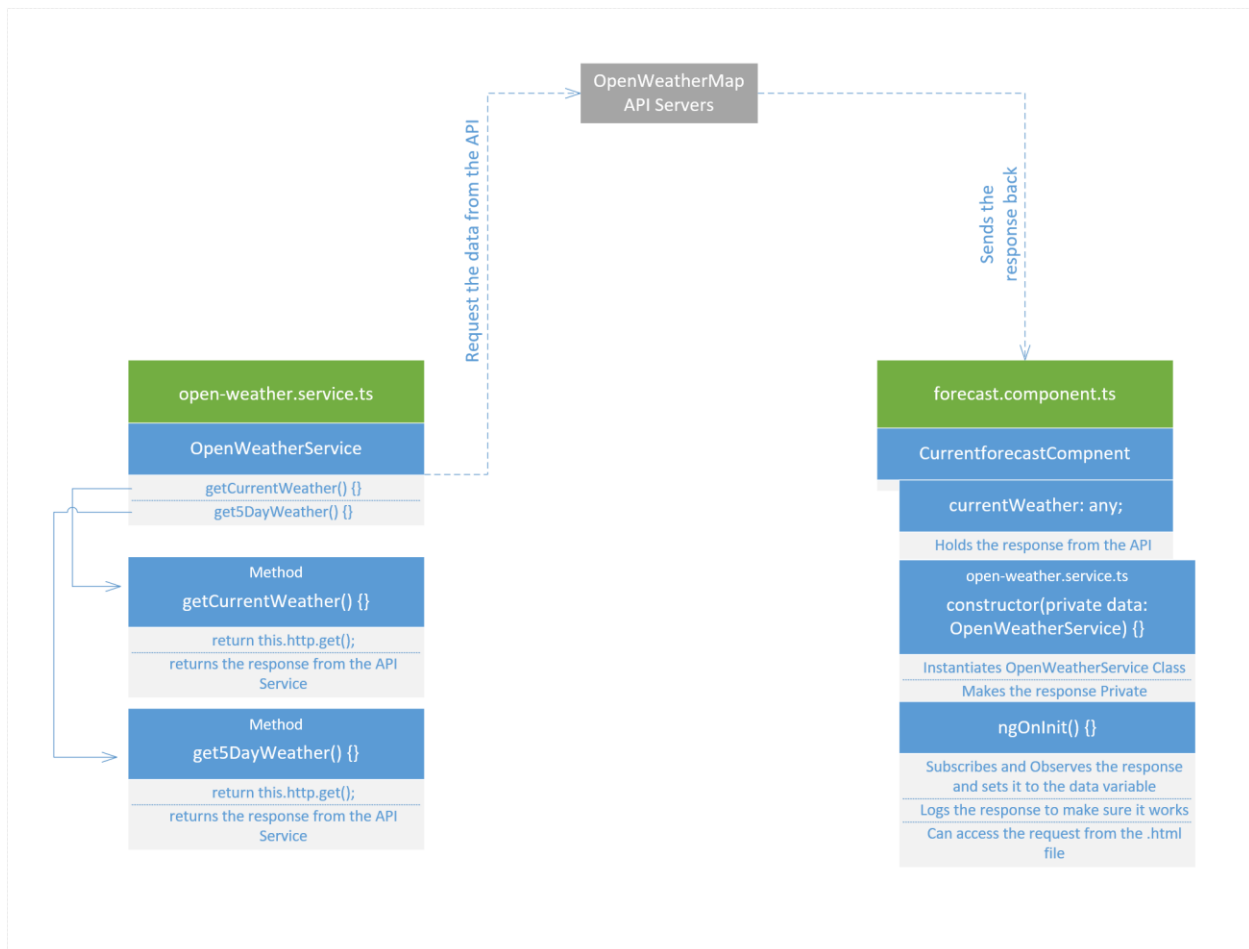 OpenWeatherMap
API Servers
Request the data from the API
Sends the
response back
open-weather.service.ts
OpenWeatherService
getCurrentWeather() {}
get5DayWeather() {}
Method
getCurrentWeather() {}
return this.http.get();
returns the response from the API
Service
Method
get5DayWeather() {}
return this.http.get();
returns the response from the API
Service
forecast.component.ts
CurrentforecastCompnent
currentWeather: any;
Holds the response from the API
open-weather.service.ts
constructor(private data:
OpenWeatherService) {}
Instantiates OpenWeatherService Class
Makes the response Private
ngOnInit() {}
Subscribes and Observes the response
and sets it to the data variable
Logs the response to make sure it works
Can access the request from the .html
file